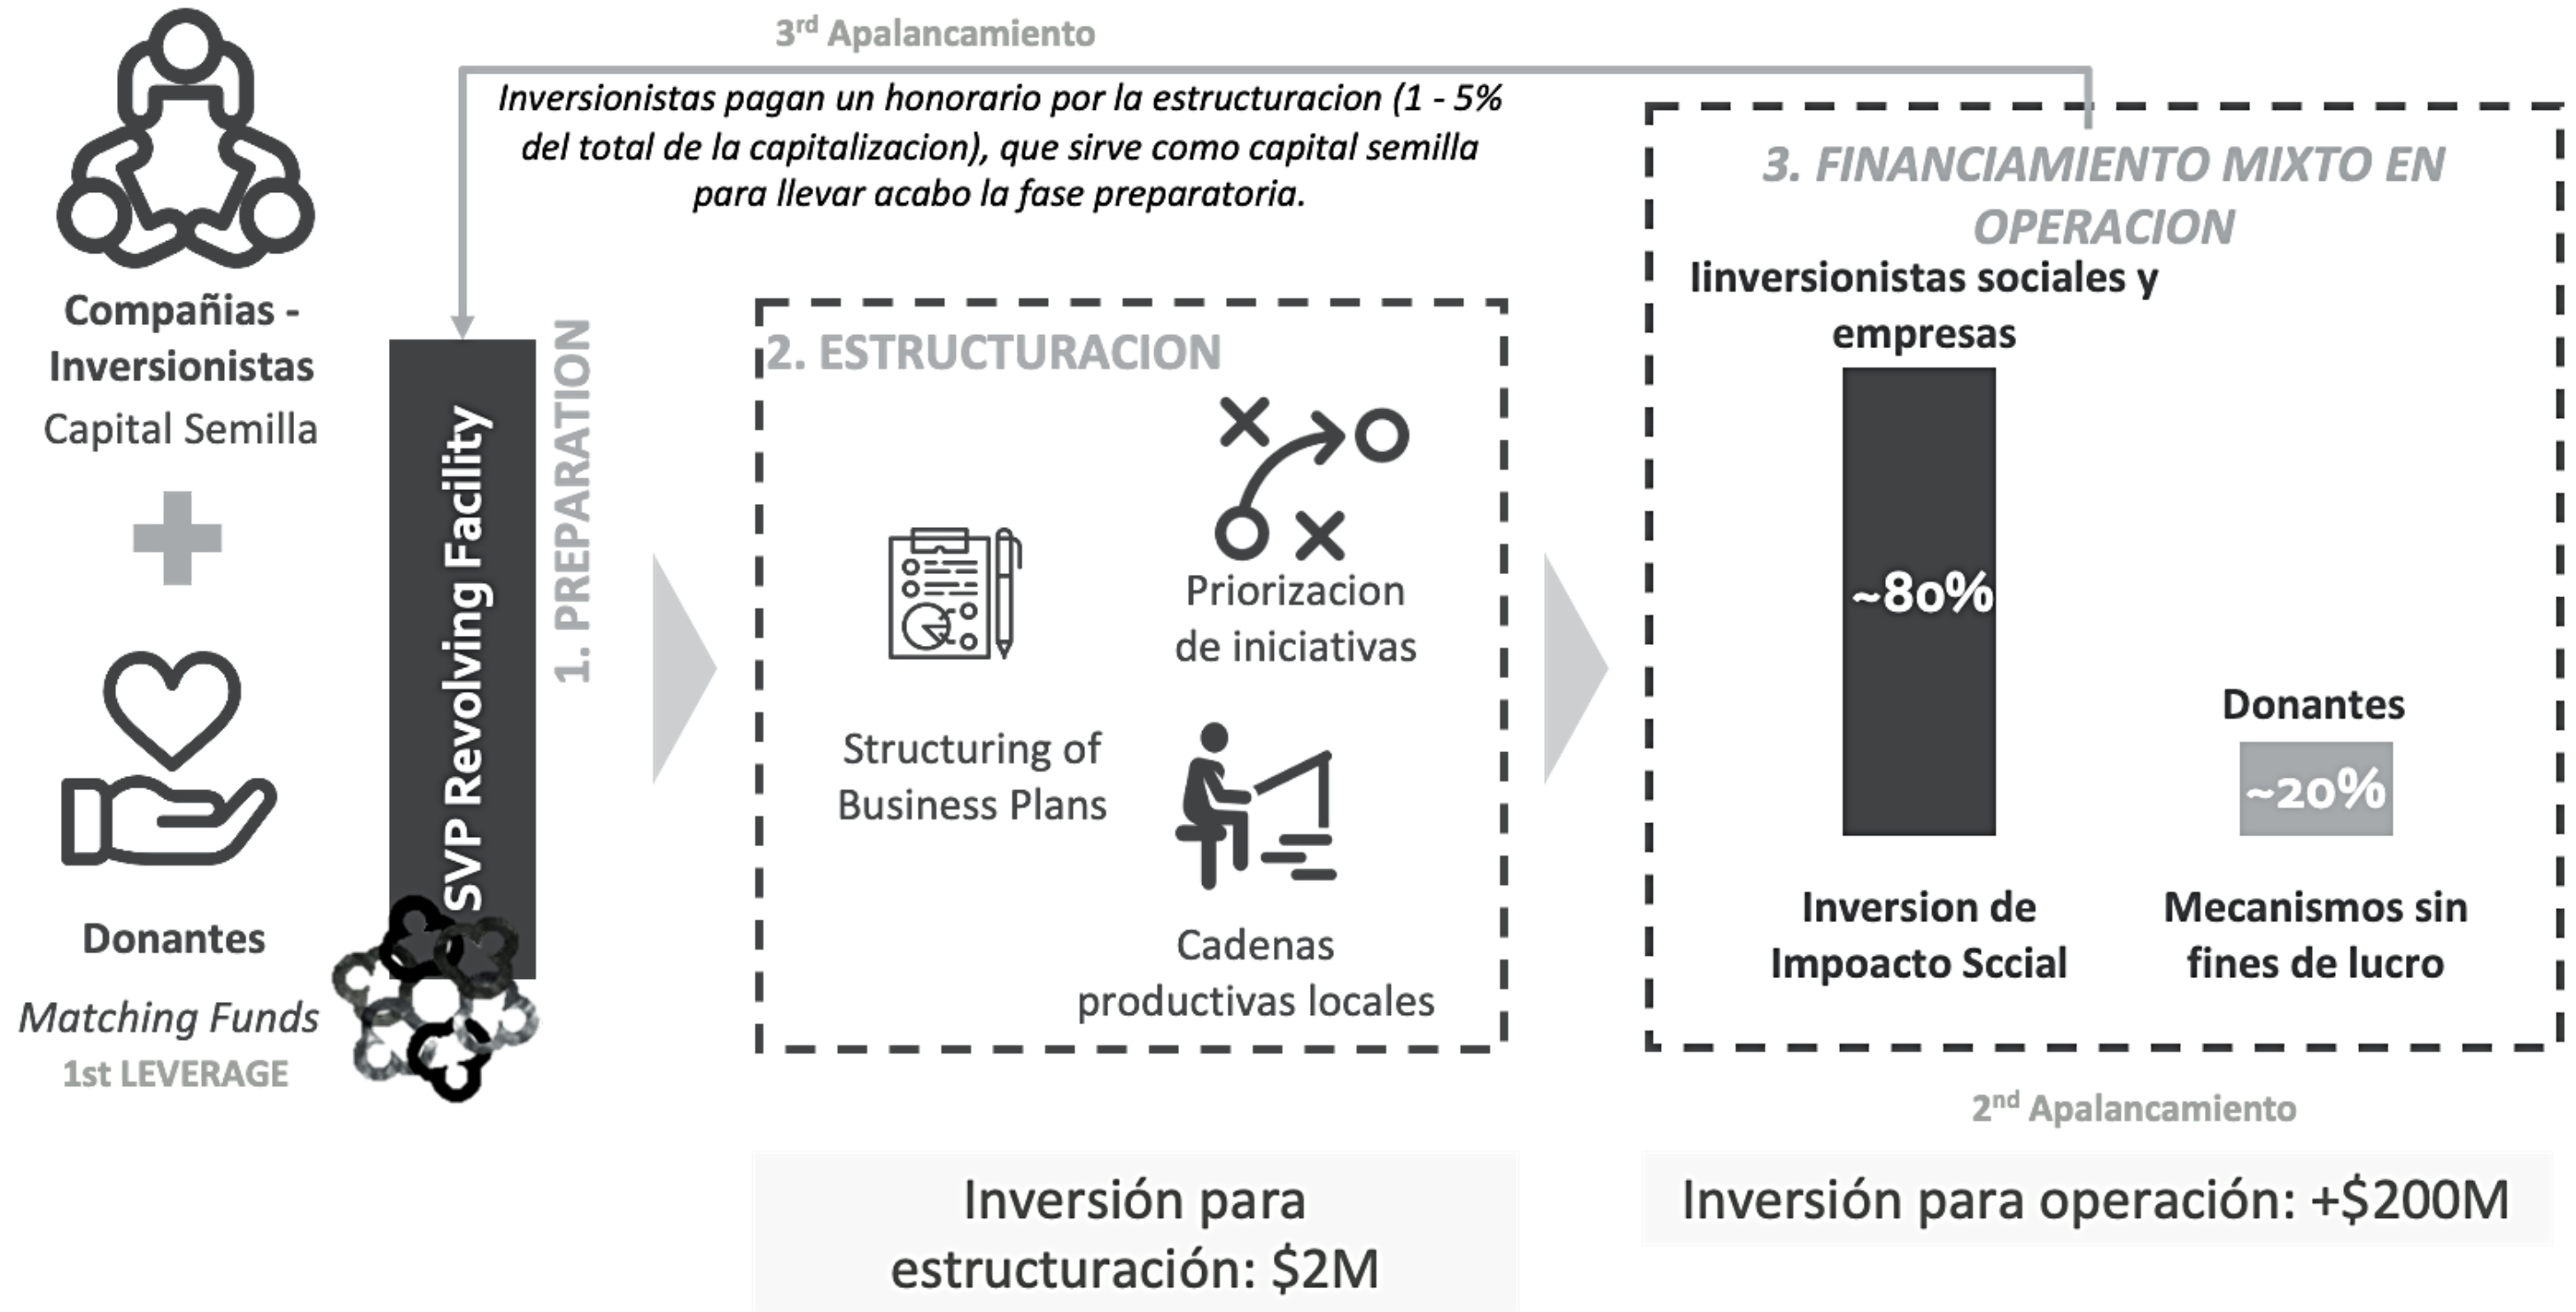 3rd Apalancamiento
Inversionistas pagan un honorario por la estructuracion (1 - 5%
del total de la capitalizacion), que sirve como capital semilla
para llevar acabo la fase preparatoria.
Compañias -
Inversionistas
Capital Semilla
Donantes
Matching Funds
1st LEVERAGE
SVP Revolving Facility
1. PREPARATION
2. ESTRUCTURACION
Priorizacion
de iniciativas
Structuring of
Business Plans
Cadenas
productivas locales
Inversión para
estructuración: $2M
3. FINANCIAMIENTO MIXTO EN
OPERACION
Iinversionistas sociales y
empresas
~80%
Donantes
~20%
Inversion de
Impoacto Sccial
Mecanismos sin
fines de lucro
2nd Apalancamiento
Inversión para operación: +$200M